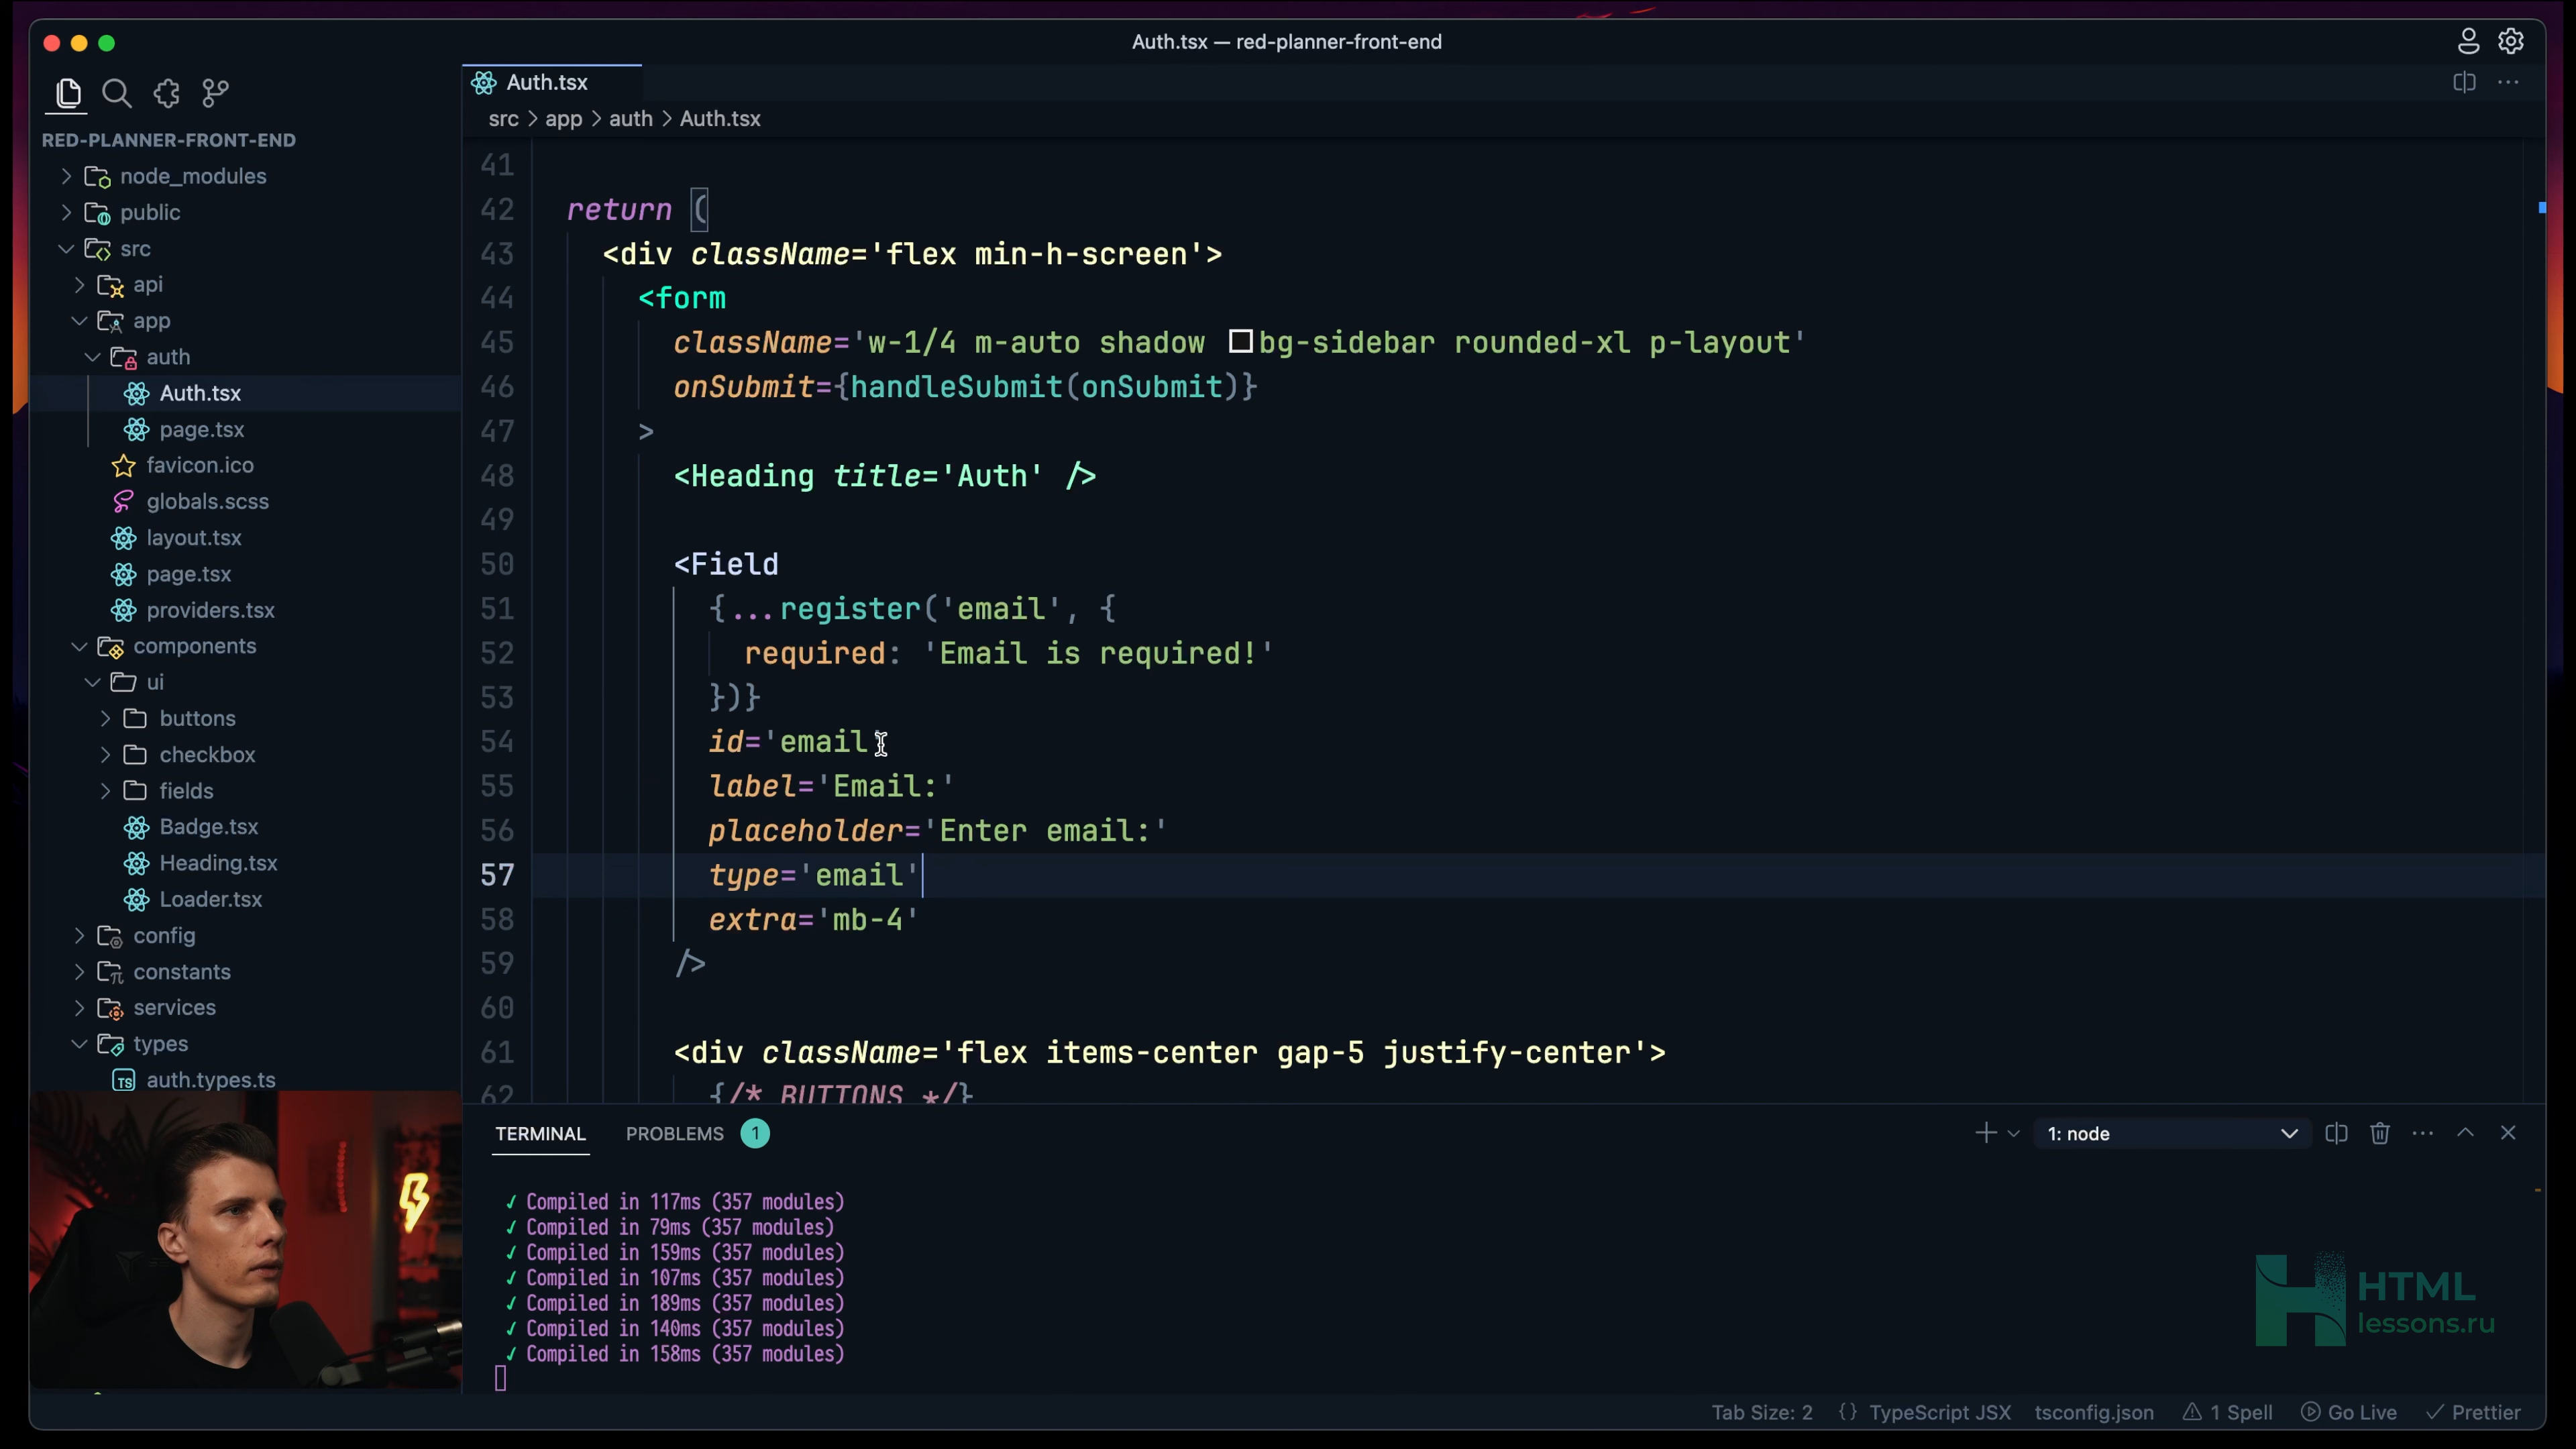 Auth.tsx — red-planner-front-end
RED-PLANNER-FRONT-END
node_modules
public
src
api
app
auth
Auth.tsx
page.tsx
favicon.ico
globals.scss
layout.tsx
page.tsx
providers.tsx
components
ui
buttons
checkbox
fields
Badge.tsx
Heading.tsx
Loader.tsx
config
constants
services
types
auth.types.ts
Auth.tsx
src > app > auth > Auth.tsx
41
42 return (
43 <div className='flex min-h-screen'>
44 <form
45 className='w-1/4 m-auto shadow bg-sidebar rounded-xl p-layout'
46 onSubmit={handleSubmit(onSubmit)}
47 >
48 <Heading title='Auth' />
49
50 <Field
51 {...register('email', {
52 required: 'Email is required!'
53 })}
54 id='email
55 label='Email:'
56 placeholder='Enter email:'
57 type='email'
58 extra='mb-4'
59 />
60
61 <div className='flex items-center gap-5 justify-center'>
62 {/* BUTTONS */}
TERMINAL PROBLEMS 1
1: node
✓ Compiled in 117ms (357 modules)
✓ Compiled in 79ms (357 modules)
✓ Compiled in 159ms (357 modules)
✓ Compiled in 107ms (357 modules)
✓ Compiled in 189ms (357 modules)
✓ Compiled in 140ms (357 modules)
✓ Compiled in 158ms (357 modules)
HTML
lessons.ru
Tab Size: 2 {} TypeScript JSX tsconfig.json 1 Spell Go Live ✓ Prettier